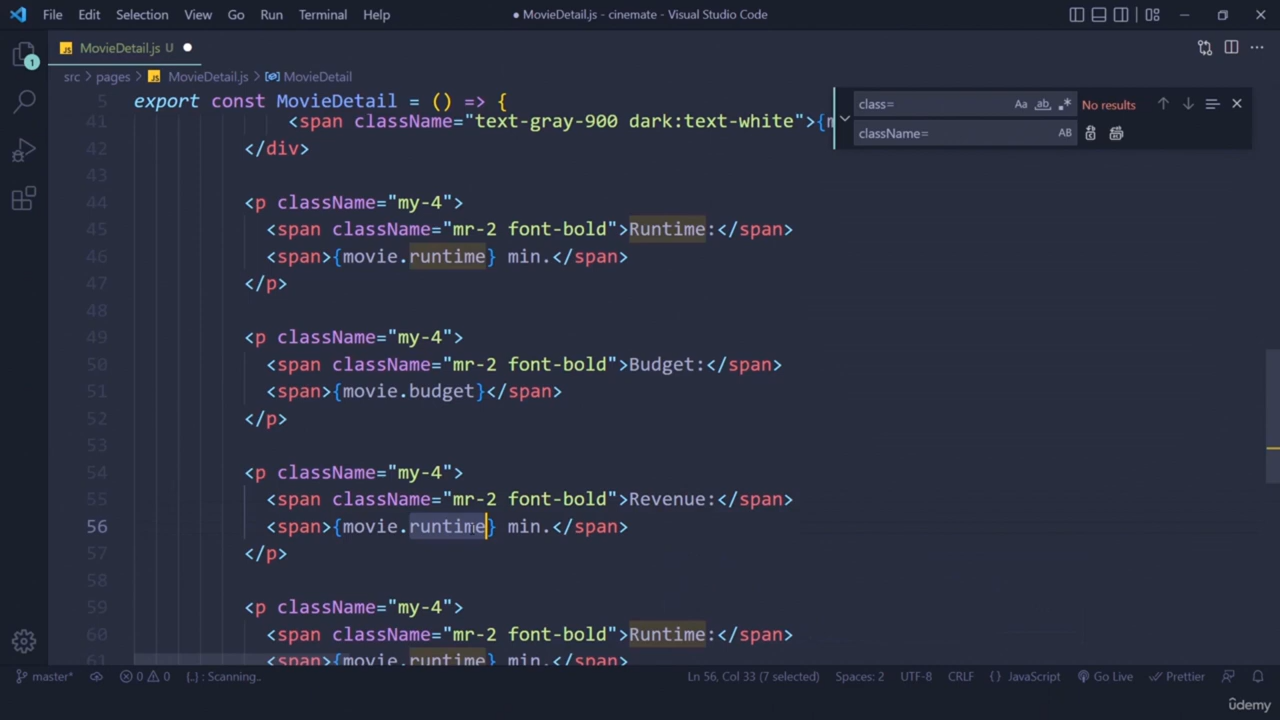 File Edit Selection View Go Run Terminal Help
● MovieDetail.js - cinemate - Visual Studio Code
JS MovieDetail.js U ●
src > pages > JS MovieDetail.js > MovieDetail
1
class= Aa ab .* No results
className= AB
5 export const MovieDetail = () => {
41 <span className="text-gray-900 dark:text-white">{m
42 </div>
43
44 <p className="my-4">
45 <span className="mr-2 font-bold">Runtime:</span>
46 <span>{movie.runtime} min.</span>
47 </p>
48
49 <p className="my-4">
50 <span className="mr-2 font-bold">Budget:</span>
51 <span>{movie.budget}</span>
52 </p>
53
54 <p className="my-4">
55 <span className="mr-2 font-bold">Revenue:</span>
56 <span>{movie.runtime} min.</span>
57 </p>
58
59 <p className="my-4">
60 <span className="mr-2 font-bold">Runtime:</span>
61 <span>{movie.runtime} min.</span>
master* 0 0 [..] : Scanning.. Ln 56, Col 33 (7 selected) Spaces: 2 UTF-8 CRLF {} JavaScript Go Live Prettier
ûdemy